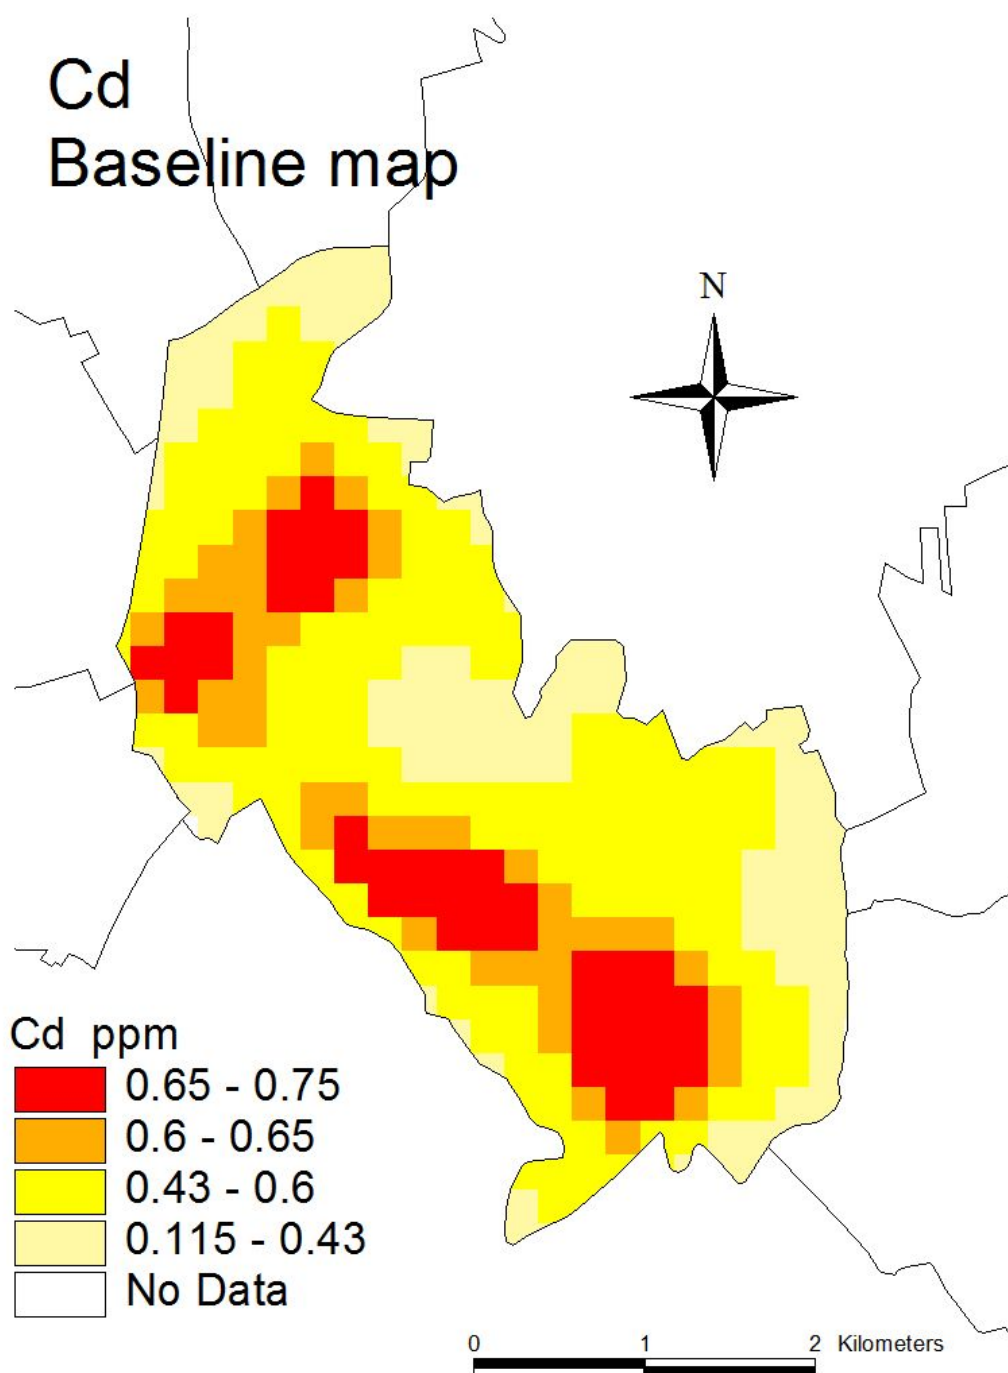 Cd
Baseline map
N
Cd ppm
0.65 - 0.75
0.6 - 0.65
0.43 - 0.6
0.115 - 0.43
No Data
0 1 2 Kilometers